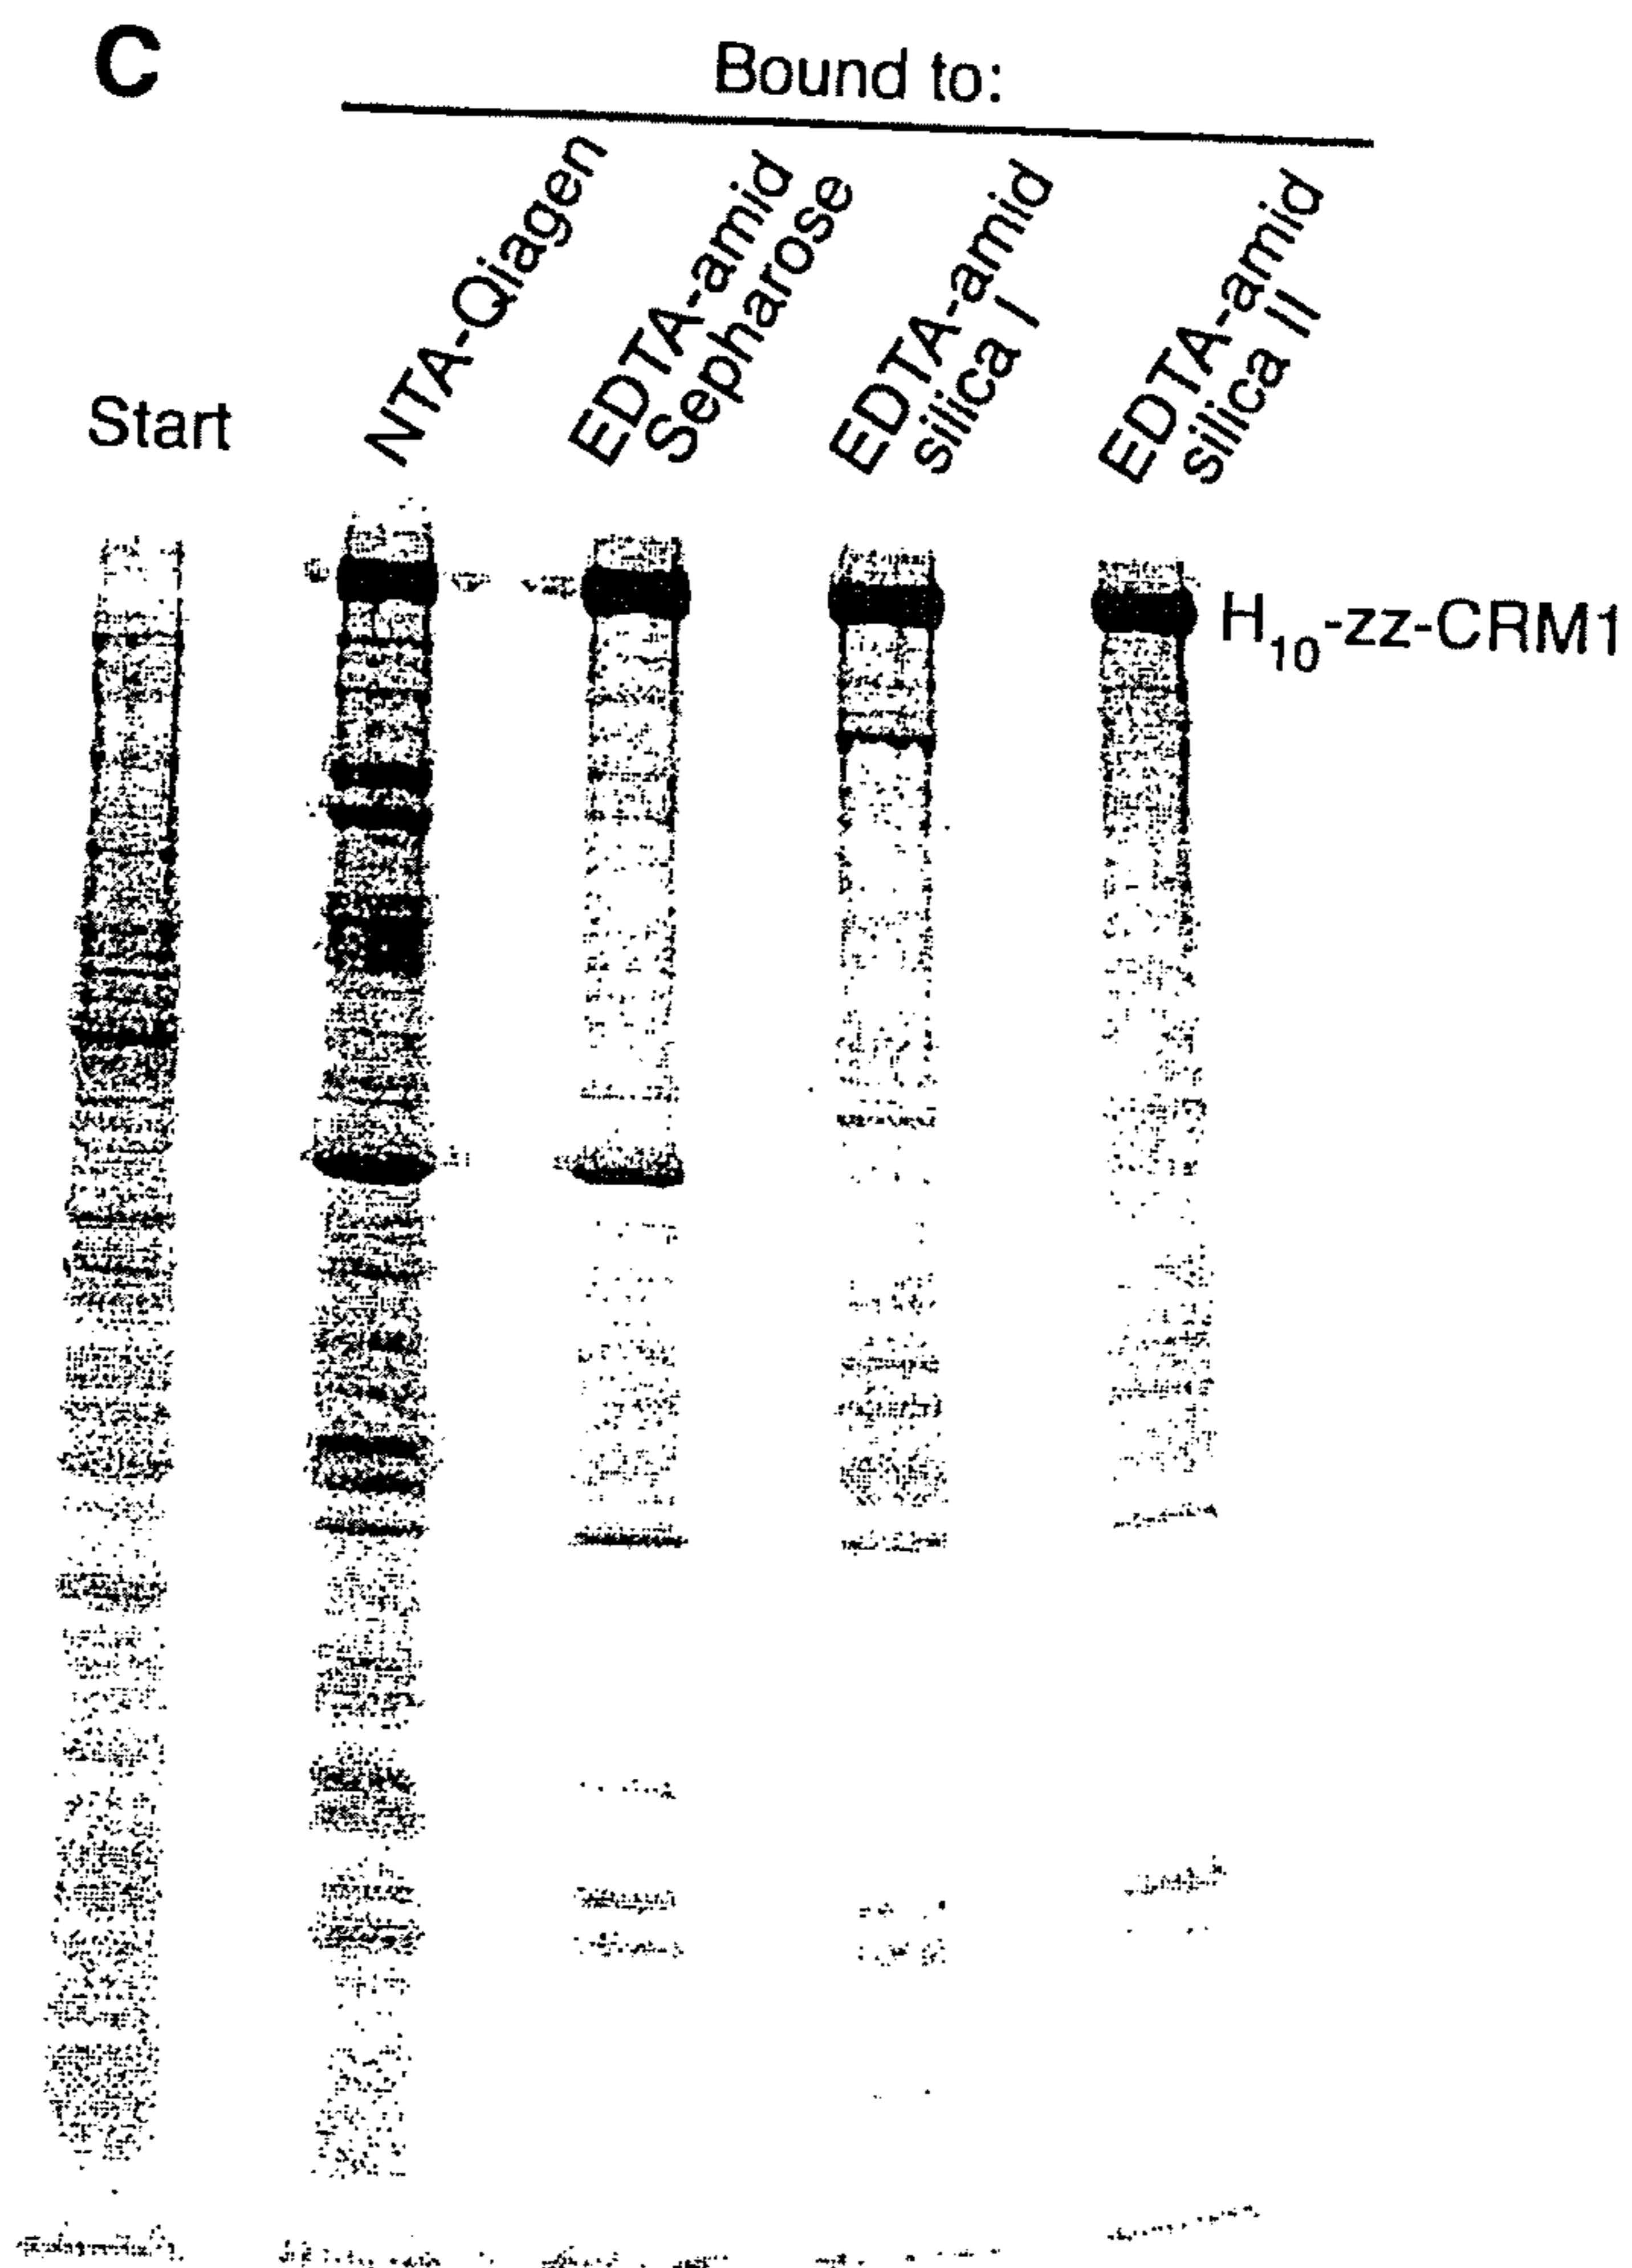 C
Bound to:
Start
NTA-Qiagen
EDTA-amid
Sepharose
EDTA-amid
silica I
EDTA-amid
silica II
H10-zz-CRM1